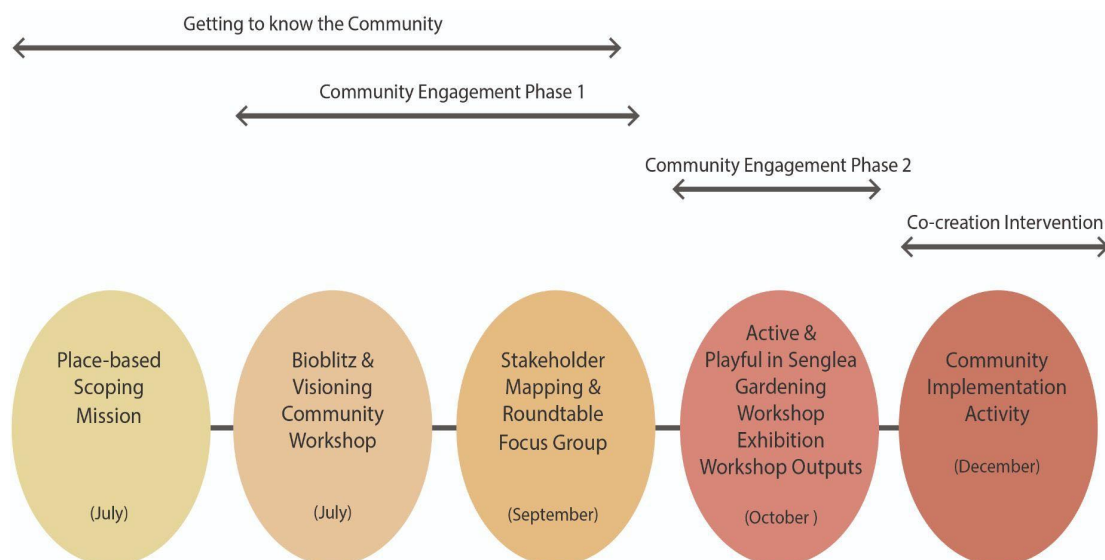 Getting to know the Community
Community Engagement Phase 1
Community Engagement Phase 2
Co-creation Intervention
Place-based
Scoping
Mission
(July)
Bioblitz &
Visioning
Community
Workshop
(July)
Stakeholder
Mapping &
Roundtable
Focus Group
(September)
Active &
Playful in Senglea
Gardening
Workshop
Exhibition
Workshop Outputs
(October )
Community
Implementation
Activity
(December)